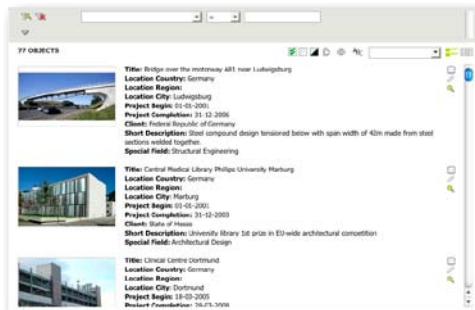 77 OBJECTS
Title: Bridge over the motorway A81 near Ludwigsburg
Location Country: Germany
Location Region:
Location City: Ludwigsburg
Project Begin: 01-01-2001
Project Completion: 31-12-2006
Client: Federal Republic of Germany
Short Description: Steel compound design tensioned below with span width of 42m made from steel
sections welded together.
Special Field: Structural Engineering
Title: Central Medical Library Philips University Marburg
Location Country: Germany
Location Region:
Location City: Marburg
Project Begin: 01-01-2001
Project Completion: 31-12-2003
Client: State of Hesse
Short Description: University library 1st prize in EU-wide architectural competition
Special Field: Architectural Design
Title: Clinical Centre Dortmund
Location Country: Germany
Location Region:
Location City: Dortmund
Project Begin: 18-03-2005
Project Completion: 28-03-2008